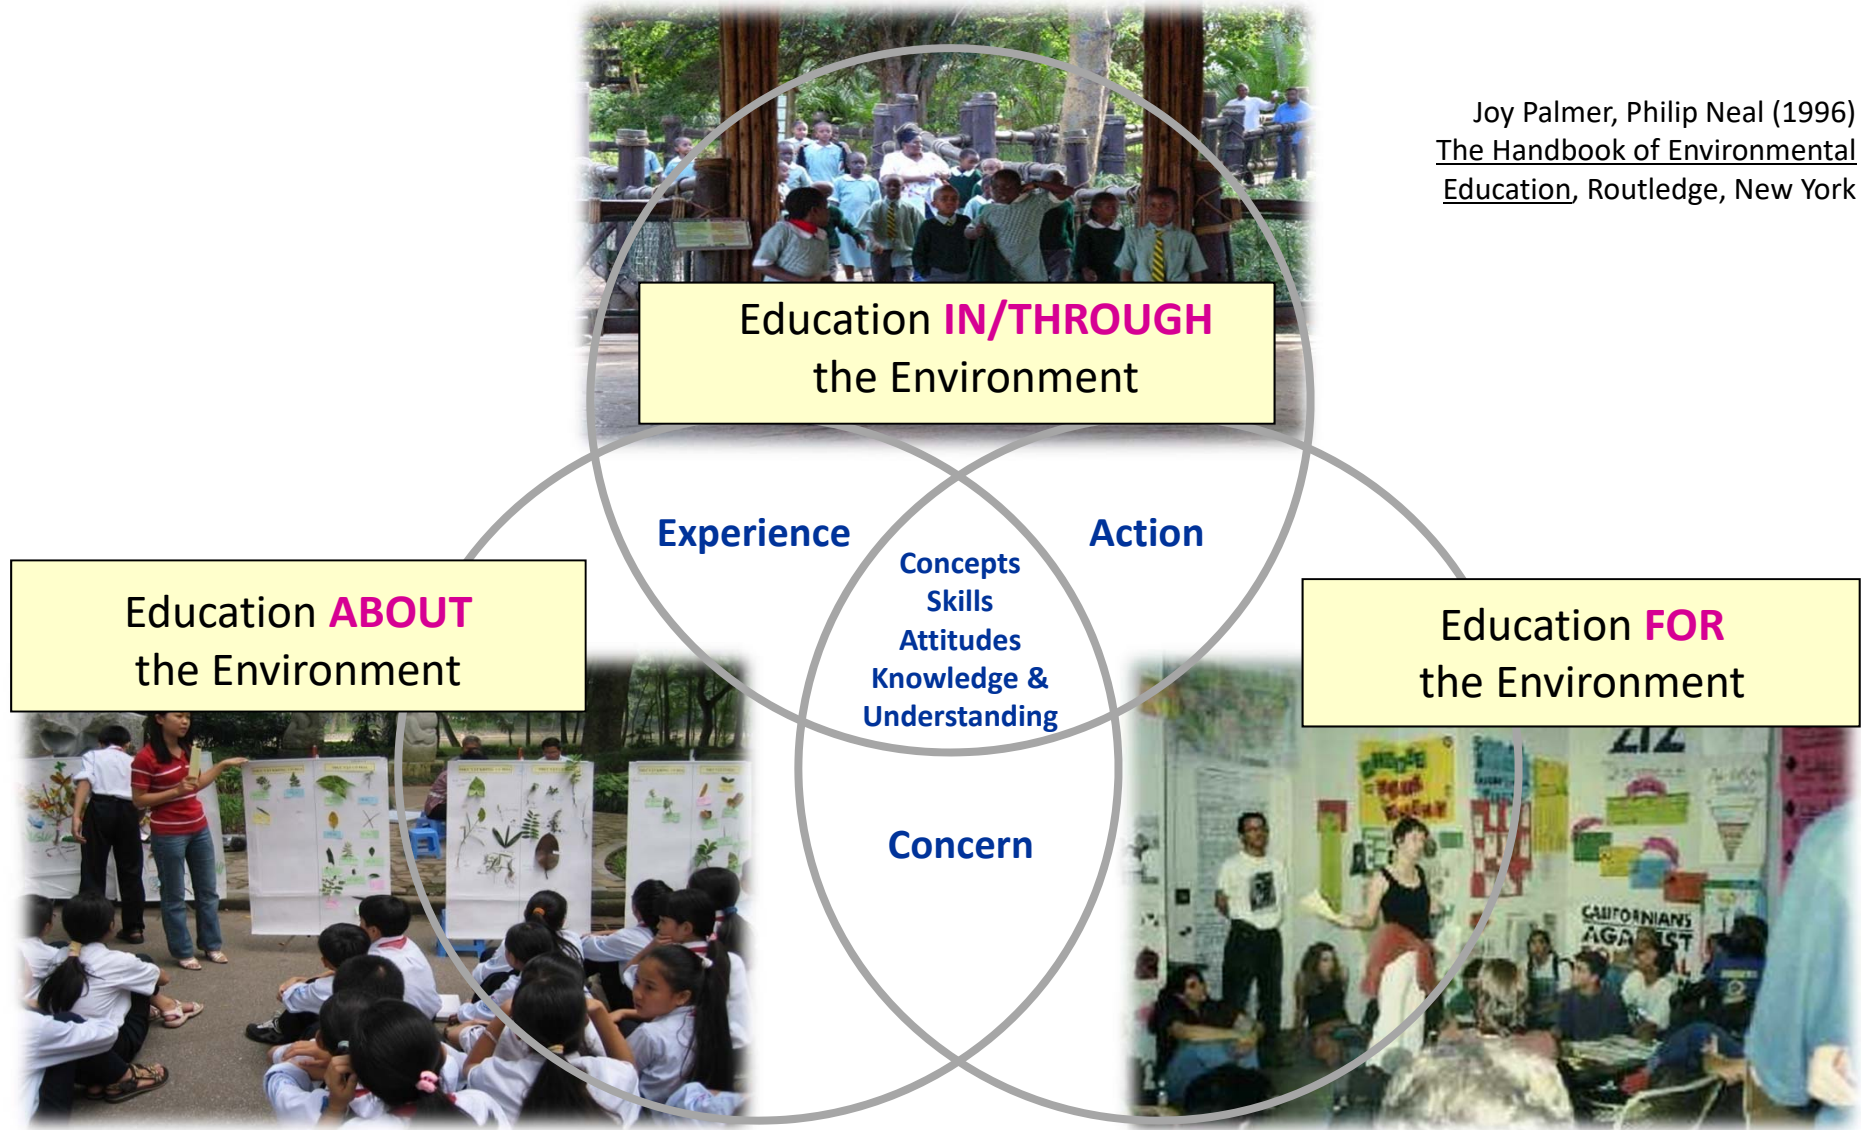 Joy Palmer, Philip Neal (1996)
The Handbook of Environmental
Education, Routledge, New York
Education IN/THROUGH
the Environment
Experience
Action
Concepts
Skills
Attitudes
Knowledge &
Understanding
Education ABOUT
the Environment
Education FOR
the Environment
Concern
CALIFORNIANS
AGAINST